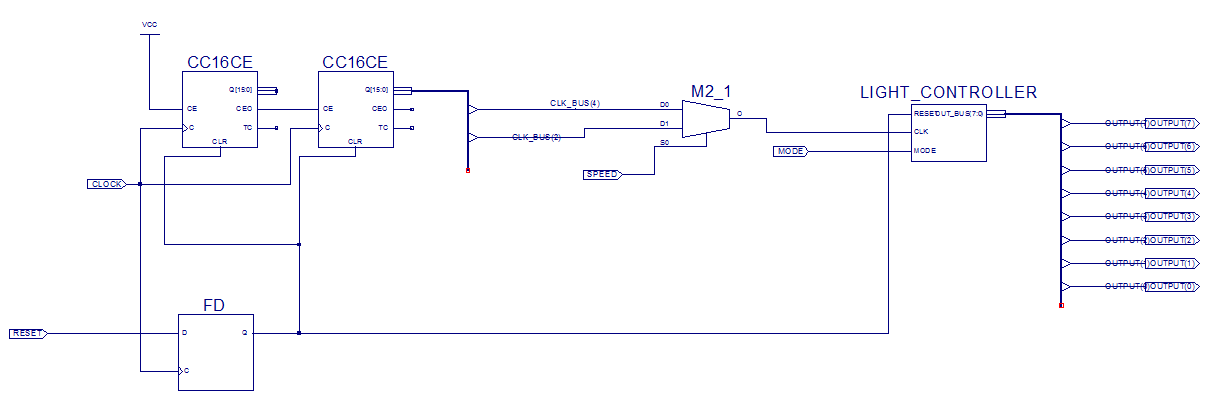 VCC
CC16CE
CC16CE
Q[15:0]
CE
CEO
C
TC
CLR
Q[15:0]
CE
CEO
C
TC
CLR
CLK_BUS(4)
CLK_BUS(2)
M2_1
D0
D1
S0
O
SPEED
LIGHT_CONTROLLER
RESET
OUT_BUS(7:0)
CLK
MODE
MODE
OUTPUT(7)
OUTPUT(6)
OUTPUT(5)
OUTPUT(4)
OUTPUT(3)
OUTPUT(2)
OUTPUT(1)
OUTPUT(0)
CLOCK
FD
RESET
D
Q
C